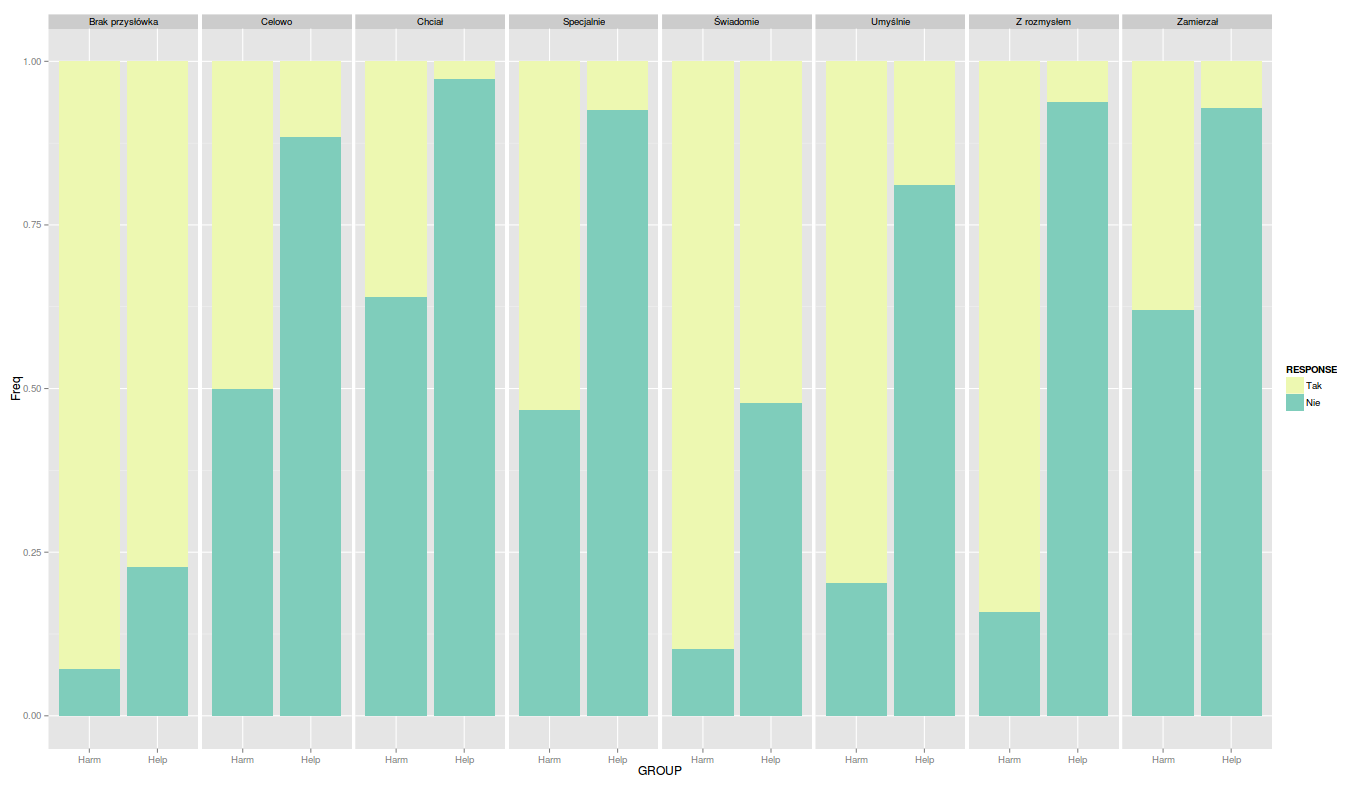 Brak przysłówka Celowo Chciał Specjalnie Świadomie Umyślnie Z rozmysłem Zamierzał
1.00
0.75
0.50
0.25
0.00
Freq
Harm Help Harm Help Harm Help Harm Help Harm Help Harm Help Harm Help Harm Help
GROUP
RESPONSE
Tak
Nie